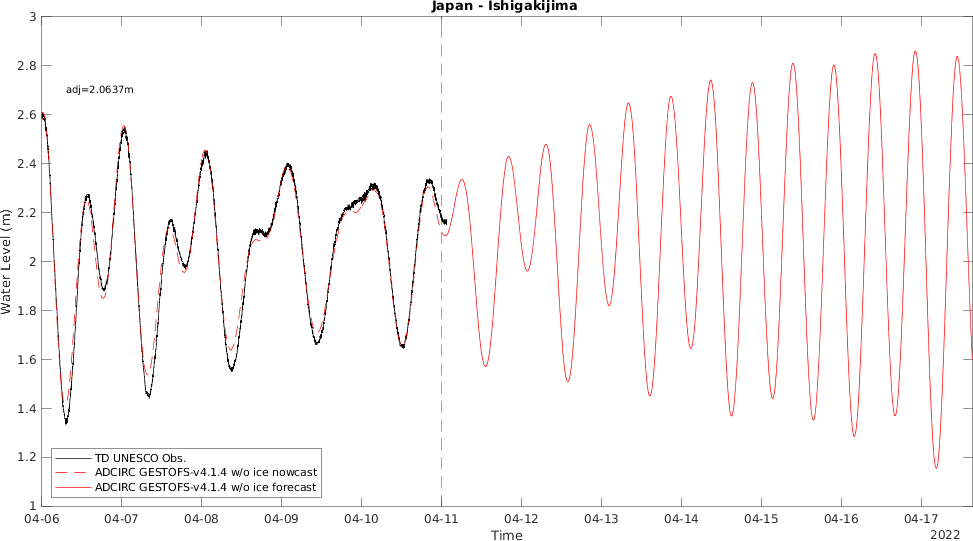 Japan - Ishigakijima
3
2.8
adj=2.0637m
2.6
2.4
2.2
2
1.8
1.6
1.4
1.2
1
Water Level (m)
TD UNESCO Obs.
ADCIRC GESTOFS-v4.1.4 w/o ice nowcast
ADCIRC GESTOFS-v4.1.4 w/o ice forecast
04-06 04-07 04-08 04-09 04-10 04-11 04-12 04-13 04-14 04-15 04-16 04-17
Time
2022